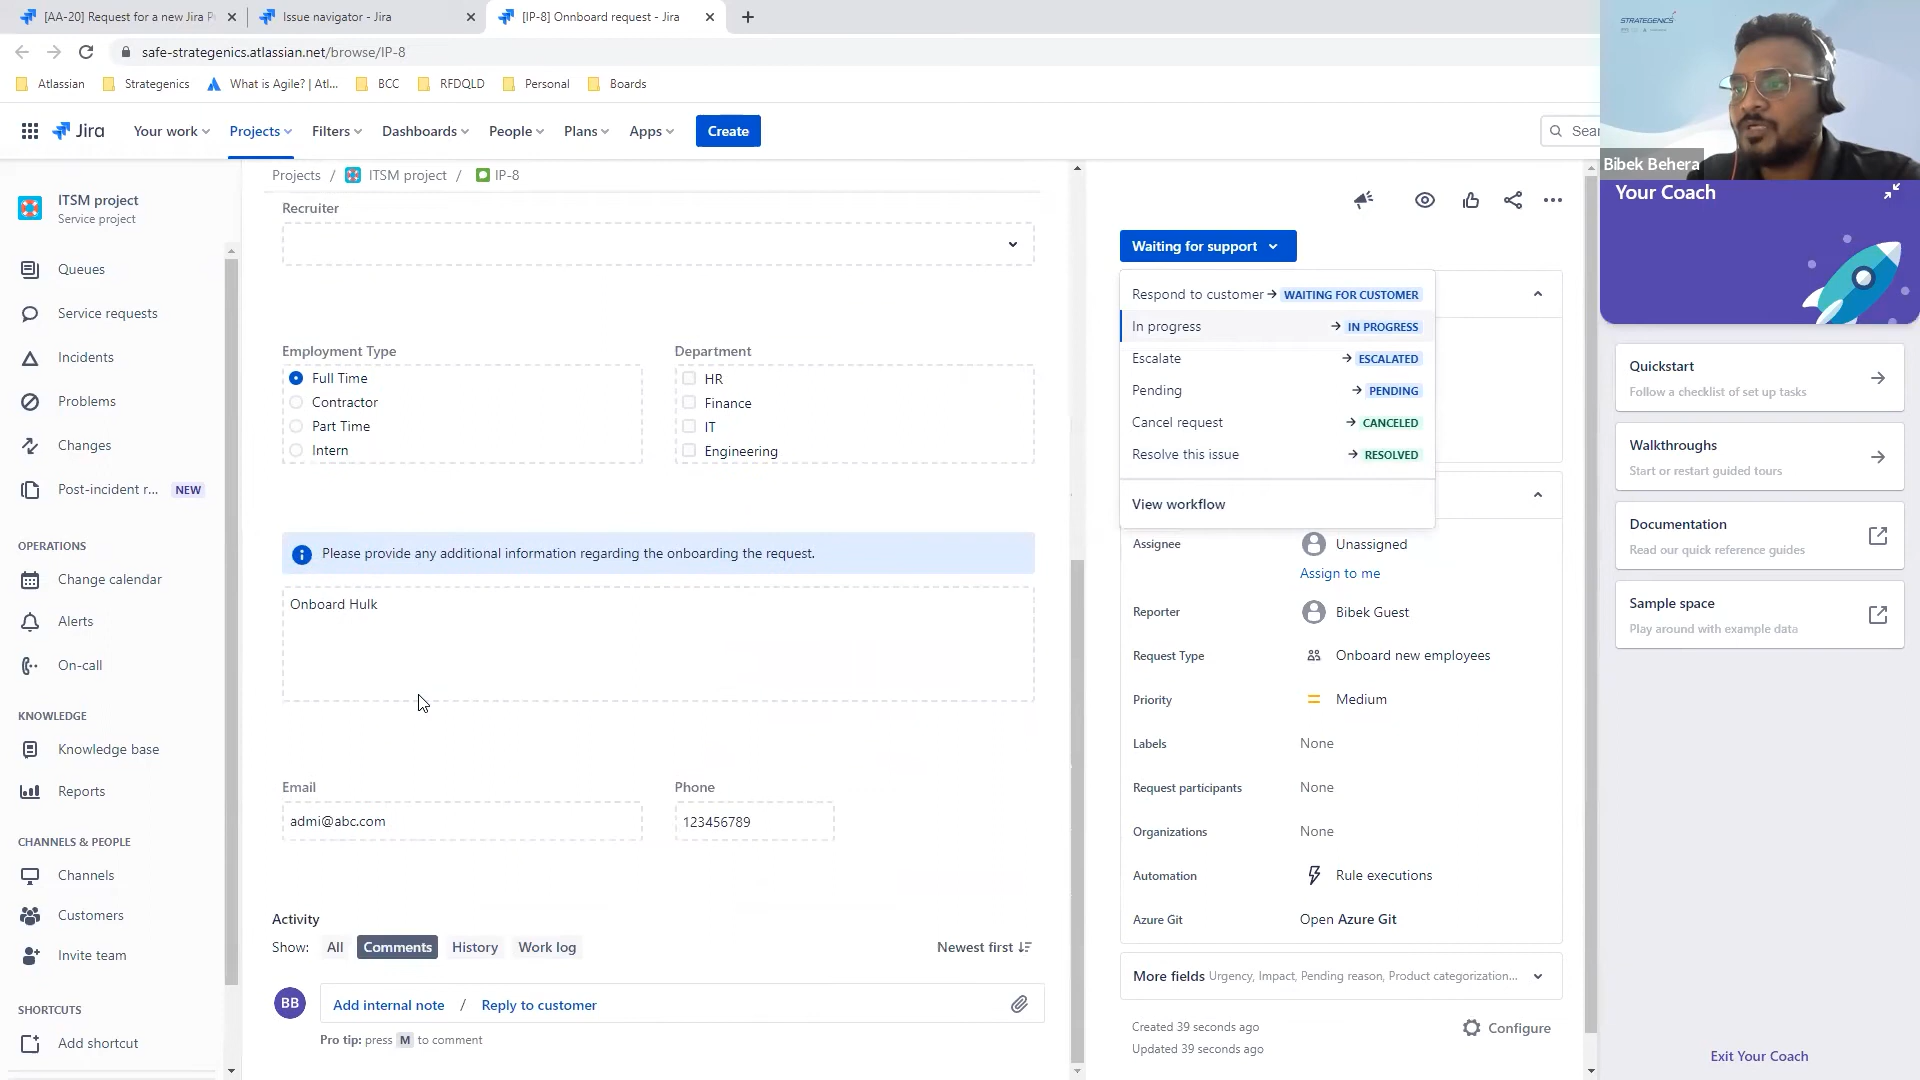 [AA-20] Request for a new Jira P
Issue navigator - Jira
[IP-8] Onnboard request - Jira
safe-strategenics.atlassian.net/browse/IP-8
Atlassian
Strategenics
What is Agile? | Atl...
BCC
RFDQLD
Personal
Boards
Jira
Your work
Projects
Filters
Dashboards
People
Plans
Apps
Create
Sear
STRATEGENICS
Bibek Behera
ITSM project
Service project
Queues
Service requests
Incidents
Problems
Changes
Post-incident r...
NEW
OPERATIONS
Change calendar
Alerts
On-call
KNOWLEDGE
Knowledge base
Reports
CHANNELS & PEOPLE
Channels
Customers
Invite team
SHORTCUTS
Add shortcut
Projects / ITSM project / IP-8
Recruiter
Employment Type
Full Time
Contractor
Part Time
Intern
Department
HR
Finance
IT
Engineering
Please provide any additional information regarding the onboarding the request.
Onboard Hulk
Email
admi@abc.com
Phone
123456789
Activity
Show:
All
Comments
History
Work log
Newest first
BB
Add internal note / Reply to customer
Pro tip: press M to comment
Waiting for support
Respond to customer → WAITING FOR CUSTOMER
In progress → IN PROGRESS
Escalate → ESCALATED
Pending → PENDING
Cancel request → CANCELED
Resolve this issue → RESOLVED
View workflow
Assignee
Unassigned
Assign to me
Reporter
Bibek Guest
Request Type
Onboard new employees
Priority
Medium
Labels
None
Request participants
None
Organizations
None
Automation
Rule executions
Azure Git
Open Azure Git
More fields Urgency, Impact, Pending reason, Product categorization...
Created 39 seconds ago
Updated 39 seconds ago
Configure
Your Coach
Quickstart
Follow a checklist of set up tasks
Walkthroughs
Start or restart guided tours
Documentation
Read our quick reference guides
Sample space
Play around with example data
Exit Your Coach